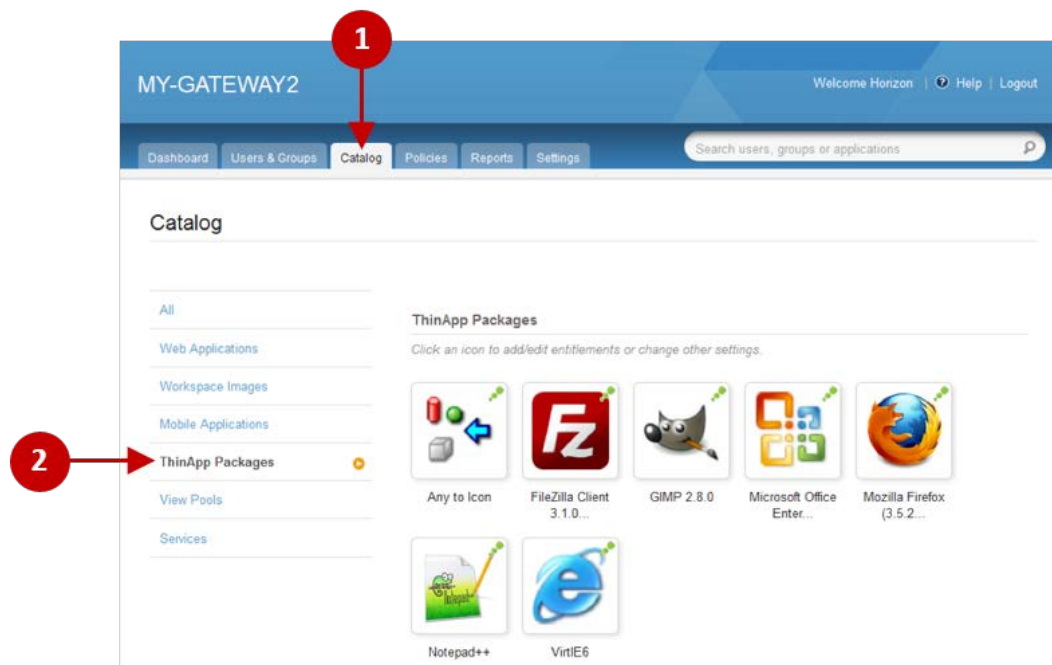 1
MY-GATEWAY2
Welcome Horizon | ? Help | Logout
Dashboard Users & Groups Catalog Policies Reports Settings
Search users, groups or applications
Catalog
All
Web Applications
Workspace Images
Mobile Applications
2
ThinApp Packages
View Pools
Services
ThinApp Packages
Click an icon to add/edit entitlements or change other settings.
Fz
Any to Icon
FileZilla Client
3.1.0...
GIMP 2.8.0
Microsoft Office
Enter...
Mozilla Firefox
(3.5.2...
Notepad++
VirtIE6